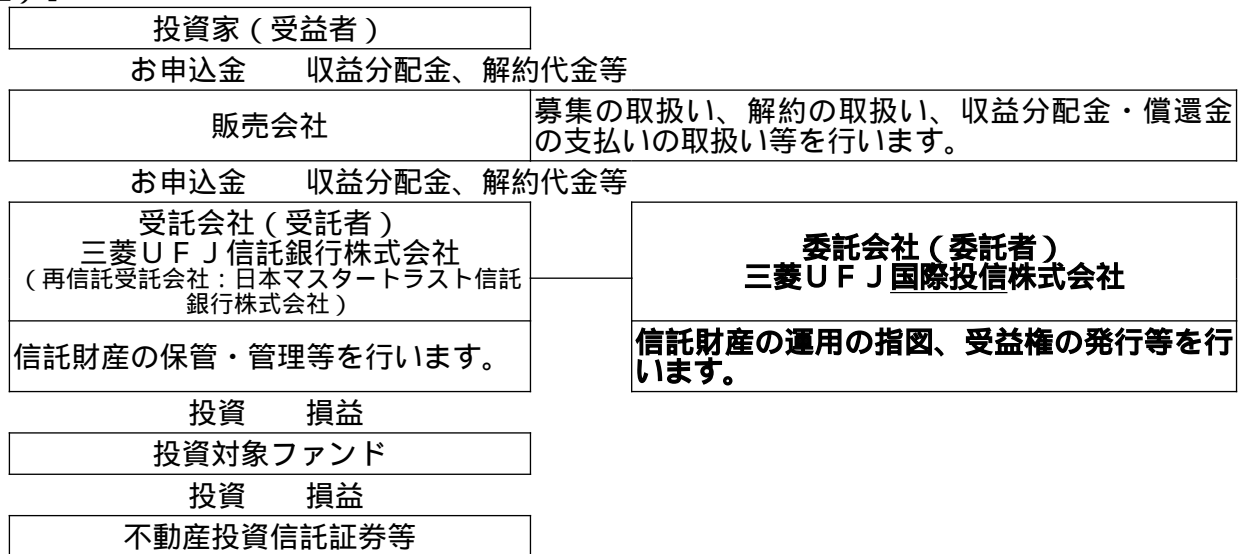 投資家（受益者）
お申込金　収益分配金、解約代金等
販売会社
募集の取扱い、解約の取扱い、収益分配金・償還金
の支払いの取扱い等を行います。
お申込金　収益分配金、解約代金等
受託会社（受託者）
三菱ＵＦＪ信託銀行株式会社
（再信託受託会社：日本マスタートラスト信託
銀行株式会社）
委託会社（委託者）
三菱ＵＦＪ国際投信株式会社
信託財産の保管・管理等を行います。
信託財産の運用の指図、受益権の発行等を行
います。
投資　損益
投資対象ファンド
投資　損益
不動産投資信託証券等